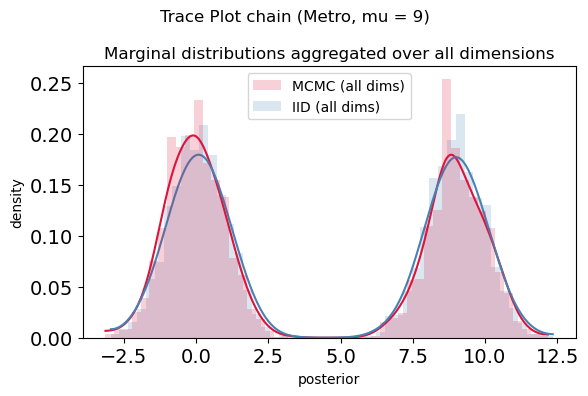 Trace Plot chain (Metro, mu = 9)
Marginal distributions aggregated over all dimensions
MCMC (all dims)
IID (all dims)
density
0.25
0.20
0.15
0.10
0.05
0.00
−2.5 0.0 2.5 5.0 7.5 10.0 12.5
posterior